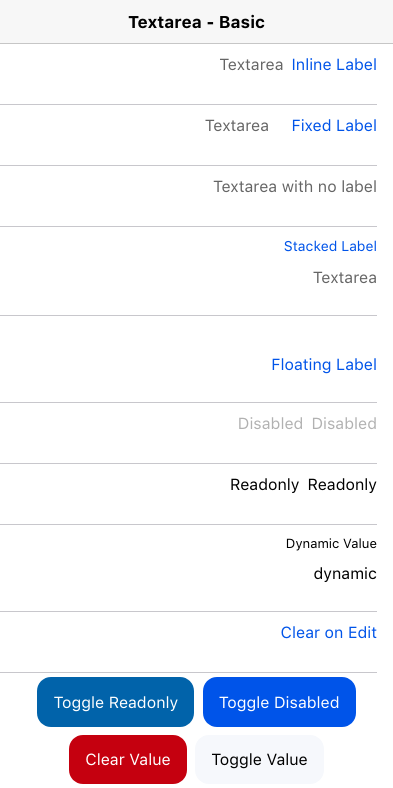 Textarea - Basic
Textarea Inline Label
Textarea Fixed Label
Textarea with no label
Stacked Label
Textarea
Floating Label
Disabled Disabled
Readonly Readonly
Dynamic Value
dynamic
Clear on Edit
Toggle Readonly Toggle Disabled
Clear Value Toggle Value